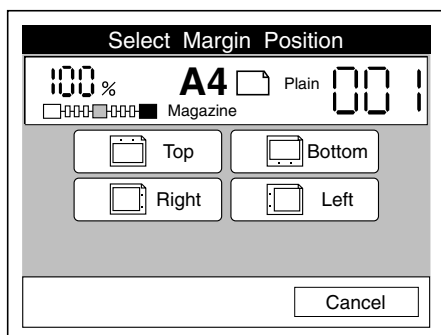 Select Margin Position
100 % A4 Plain 001
Magazine
Top Bottom
Right Left
Cancel